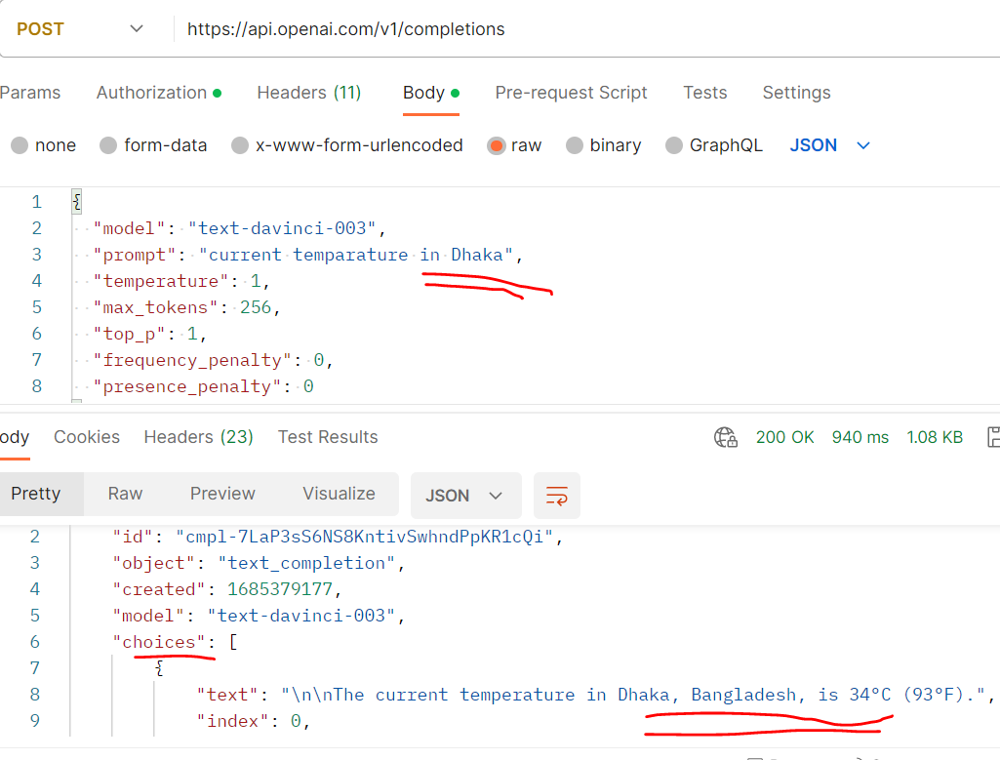 POST https://api.openai.com/v1/completions
Params Authorization Headers (11) Body Pre-request Script Tests Settings
none form-data x-www-form-urlencoded raw binary GraphQL JSON
1 {
2 "model": "text-davinci-003",
3 "prompt": "current temparature in Dhaka",
4 "temperature": 1,
5 "max_tokens": 256,
6 "top_p": 1,
7 "frequency_penalty": 0,
8 "presence_penalty": 0
ody Cookies Headers (23) Test Results 200 OK 940 ms 1.08 KB
Pretty Raw Preview Visualize JSON
2 "id": "cmpl-7LaP3sS6NS8KntivSwhndPpKR1cQi",
3 "object": "text_completion",
4 "created": 1685379177,
5 "model": "text-davinci-003",
6 "choices": [
7 {
8 "text": "\n\nThe current temperature in Dhaka, Bangladesh, is 34°C (93°F).",
9 "index": 0,